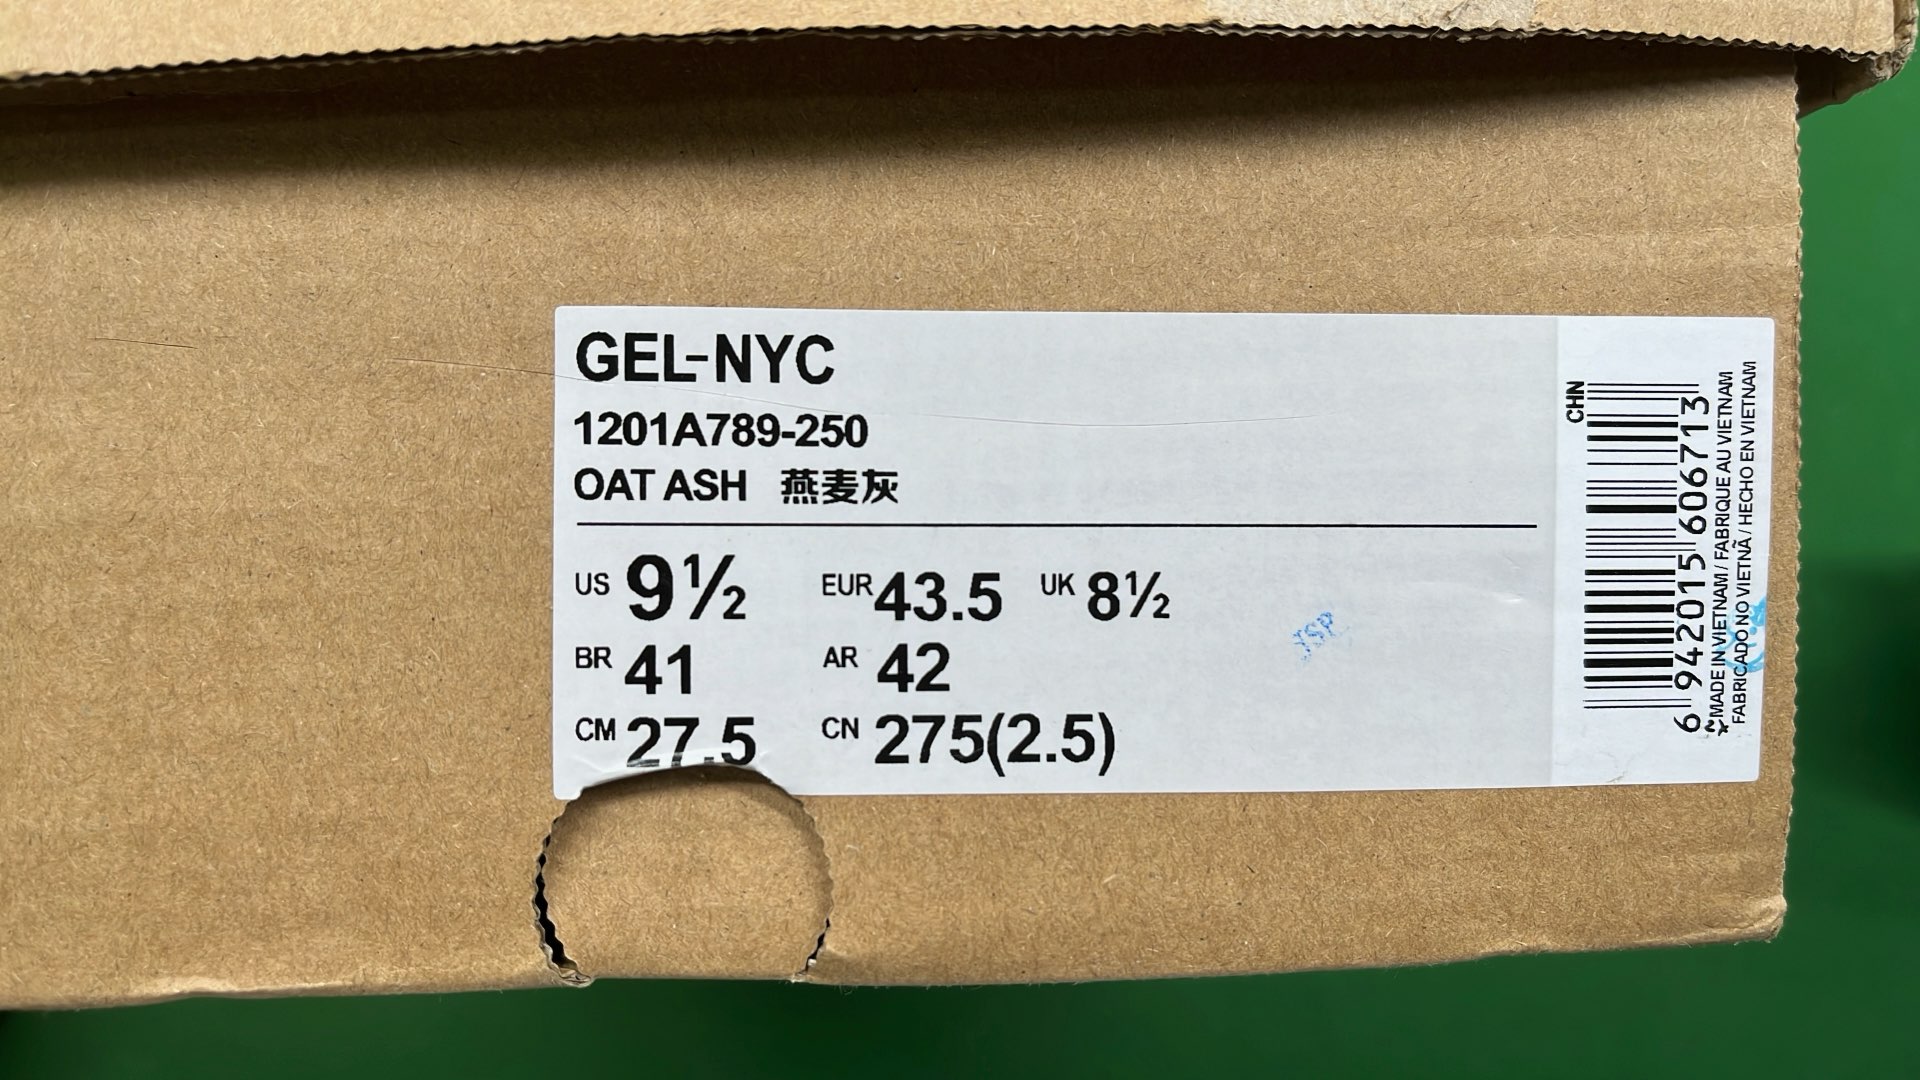 GEL-NYC
1201A789-250
OAT ASH 燕麦灰
US 9½ EUR 43.5 UK 8½
BR 41 AR 42
CM 27.5 CN 275(2.5)
CHN
6 942015 606713
MADE IN VIETNAM / FABRIQUE AU VIETNAM
FABRICADO NO VIETNÃ / HECHO EN VIETNAM